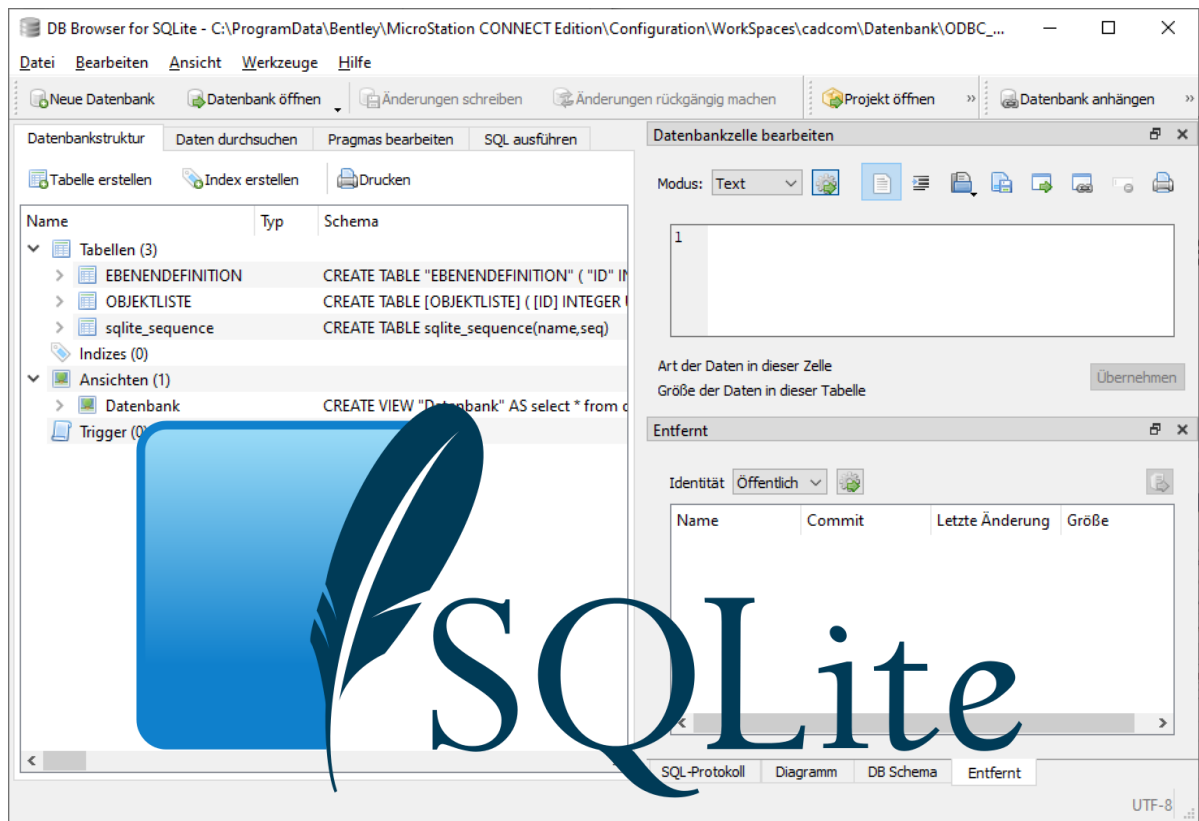 DB Browser for SQLite - C:\ProgramData\Bentley\MicroStation CONNECT Edition\Configuration\WorkSpaces\cadcom\Datenbank\ODBC_...
Datei Bearbeiten Ansicht Werkzeuge Hilfe
Neue Datenbank Datenbank öffnen Änderungen schreiben Änderungen rückgängig machen Projekt öffnen » Datenbank anhängen »
Datenbankstruktur Daten durchsuchen Pragmas bearbeiten SQL ausführen
Tabelle erstellen Index erstellen Drucken
Name Typ Schema
Tabellen (3)
EBENENDEFINITION CREATE TABLE "EBENENDEFINITION" ( "ID" IN
OBJEKTLISTE CREATE TABLE [OBJEKTLISTE] ( [ID] INTEGER
sqlite_sequence CREATE TABLE sqlite_sequence(name,seq)
Indizes (0)
Ansichten (1)
Datenbank CREATE VIEW "Datenbank" AS select * from
Trigger (0)
Datenbankzelle bearbeiten
Modus: Text
1
Art der Daten in dieser Zelle
Größe der Daten in dieser Tabelle
Übernehmen
Entfernt
Identität Öffentlich
Name Commit Letzte Änderung Größe
SQLite
SQL-Protokoll Diagramm DB Schema Entfernt
UTF-8